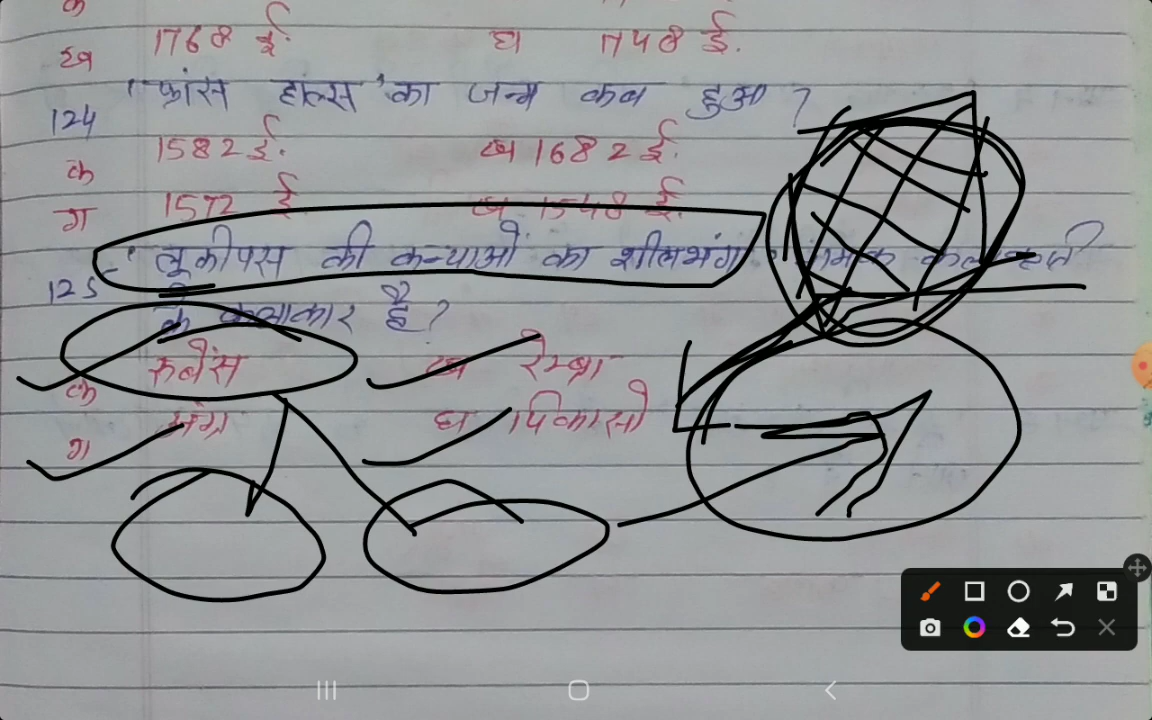 क
ख 1768 ई. घ 1748 ई.
124 'फ्रांस हाल्स' का जन्म कब हुआ ?
क 1582 ई. ख 1682 ई.
ग 1572 ई 1548 ई.
125 'लूकीपस की कन्याओं का शीलभंग
के कलाकार है ?
क रुबेंस ख रेम्ब्रा
ग घ पिकासो